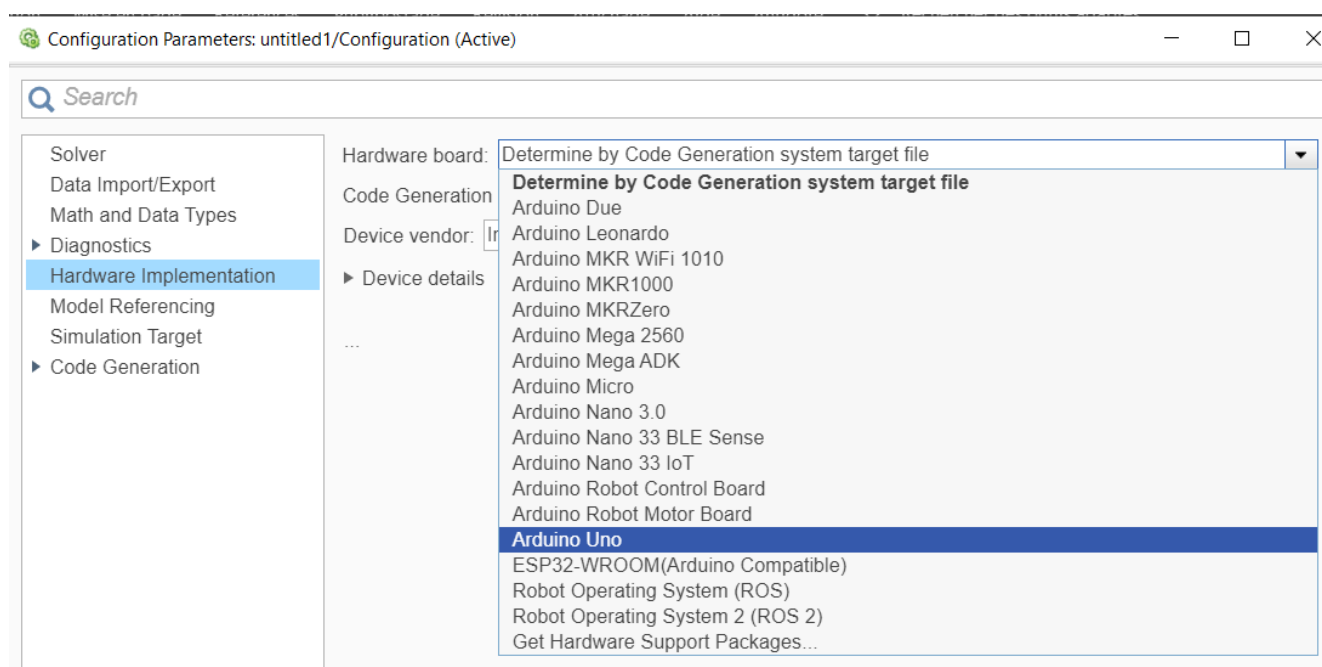 Configuration Parameters: untitled1/Configuration (Active)
Search
Solver
Data Import/Export
Math and Data Types
Diagnostics
Hardware Implementation
Model Referencing
Simulation Target
Code Generation
Hardware board: Determine by Code Generation system target file
Code Generation
Device vendor: In
Device details
...
Determine by Code Generation system target file
Arduino Due
Arduino Leonardo
Arduino MKR WiFi 1010
Arduino MKR1000
Arduino MKRZero
Arduino Mega 2560
Arduino Mega ADK
Arduino Micro
Arduino Nano 3.0
Arduino Nano 33 BLE Sense
Arduino Nano 33 IoT
Arduino Robot Control Board
Arduino Robot Motor Board
Arduino Uno
ESP32-WROOM(Arduino Compatible)
Robot Operating System (ROS)
Robot Operating System 2 (ROS 2)
Get Hardware Support Packages...